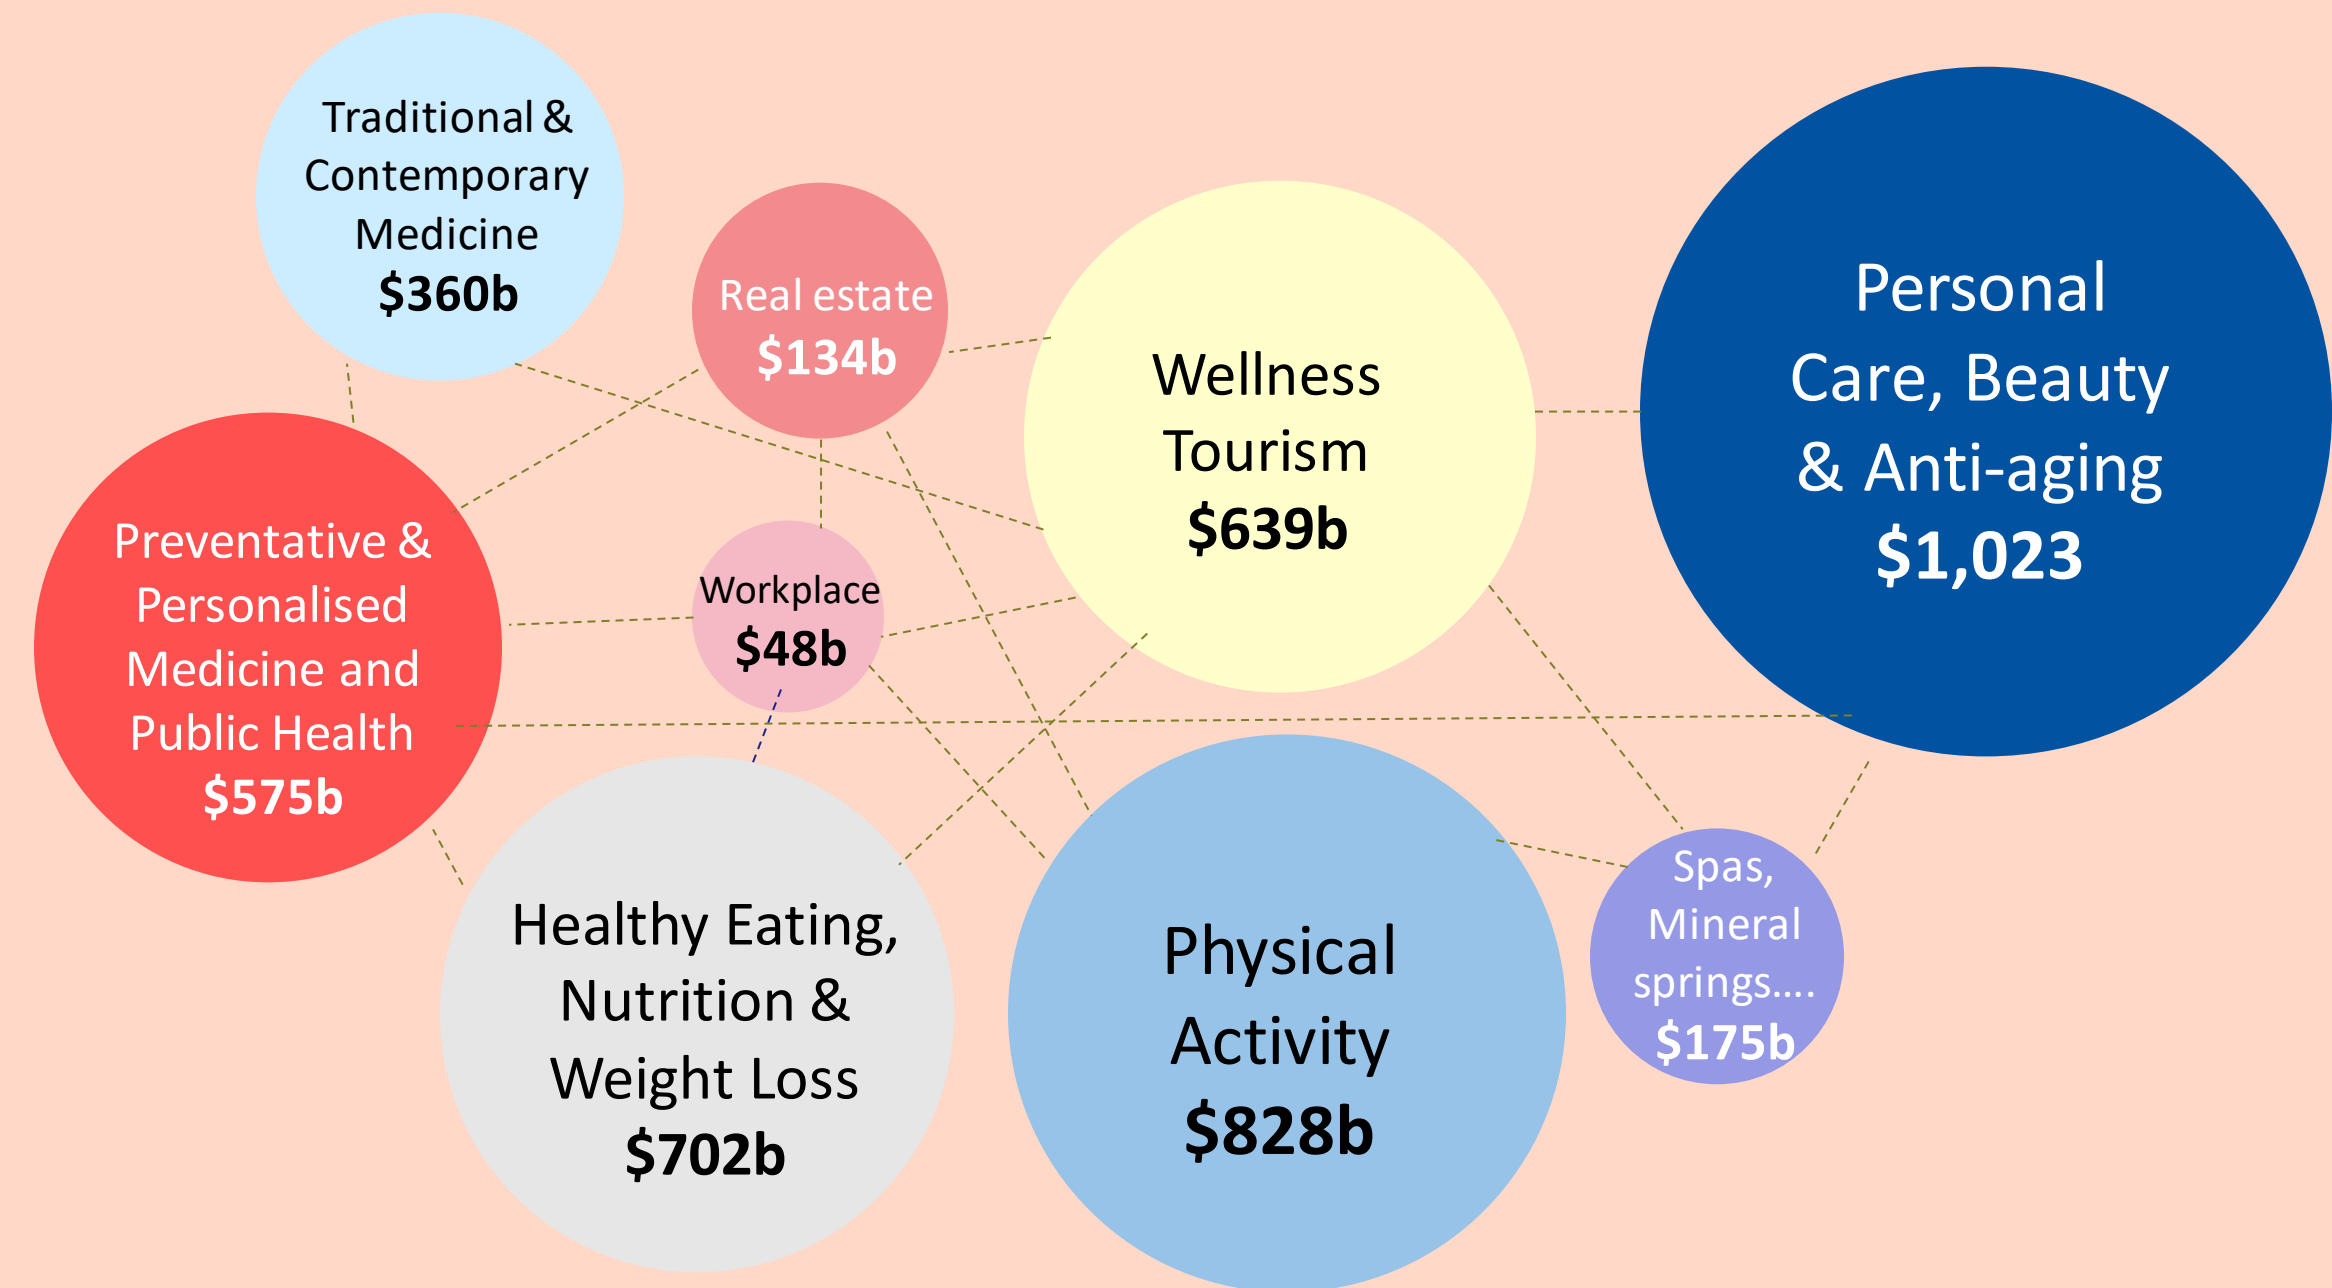 Traditional &
Contemporary
Medicine
$360b
Real estate
$134b
Wellness
Tourism
$639b
Personal
Care, Beauty
& Anti-aging
$1,023
Preventative &
Personalised
Medicine and
Public Health
$575b
Workplace
$48b
Healthy Eating,
Nutrition &
Weight Loss
$702b
Physical
Activity
$828b
Spas,
Mineral
springs....
$175b